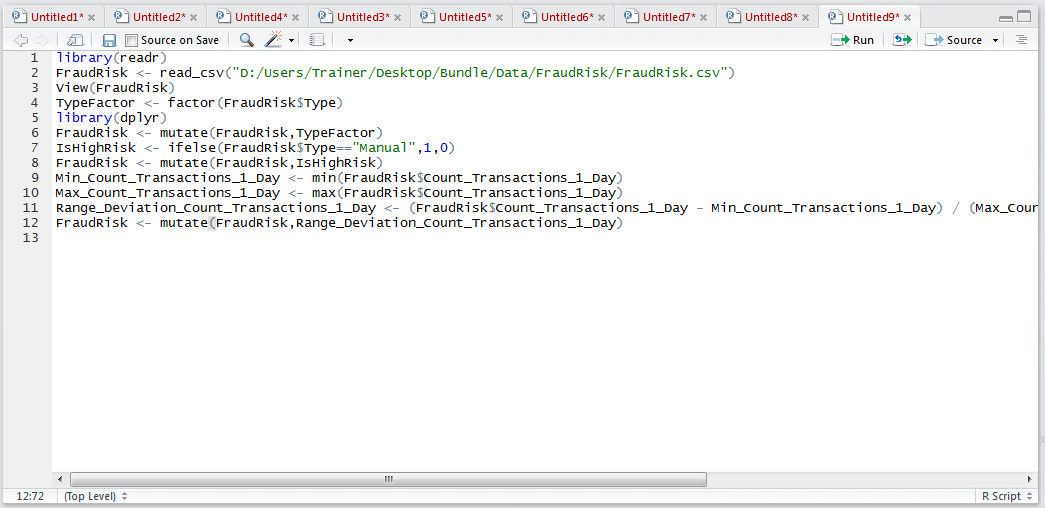 Untitled1* Untitled2* Untitled4* Untitled3* Untitled5* Untitled6* Untitled7* Untitled8* Untitled9*
Source on Save Run Source
1 library(readr)
2 FraudRisk <- read_csv("D:/Users/Trainer/Desktop/Bundle/Data/FraudRisk/FraudRisk.csv")
3 View(FraudRisk)
4 TypeFactor <- factor(FraudRisk$Type)
5 library(dplyr)
6 FraudRisk <- mutate(FraudRisk,TypeFactor)
7 IsHighRisk <- ifelse(FraudRisk$Type=="Manual",1,0)
8 FraudRisk <- mutate(FraudRisk,IsHighRisk)
9 Min_Count_Transactions_1_Day <- min(FraudRisk$Count_Transactions_1_Day)
10 Max_Count_Transactions_1_Day <- max(FraudRisk$Count_Transactions_1_Day)
11 Range_Deviation_Count_Transactions_1_Day <- (FraudRisk$Count_Transactions_1_Day - Min_Count_Transactions_1_Day) / (Max_Cou
12 FraudRisk <- mutate(FraudRisk,Range_Deviation_Count_Transactions_1_Day)
13
12:72 (Top Level) R Script